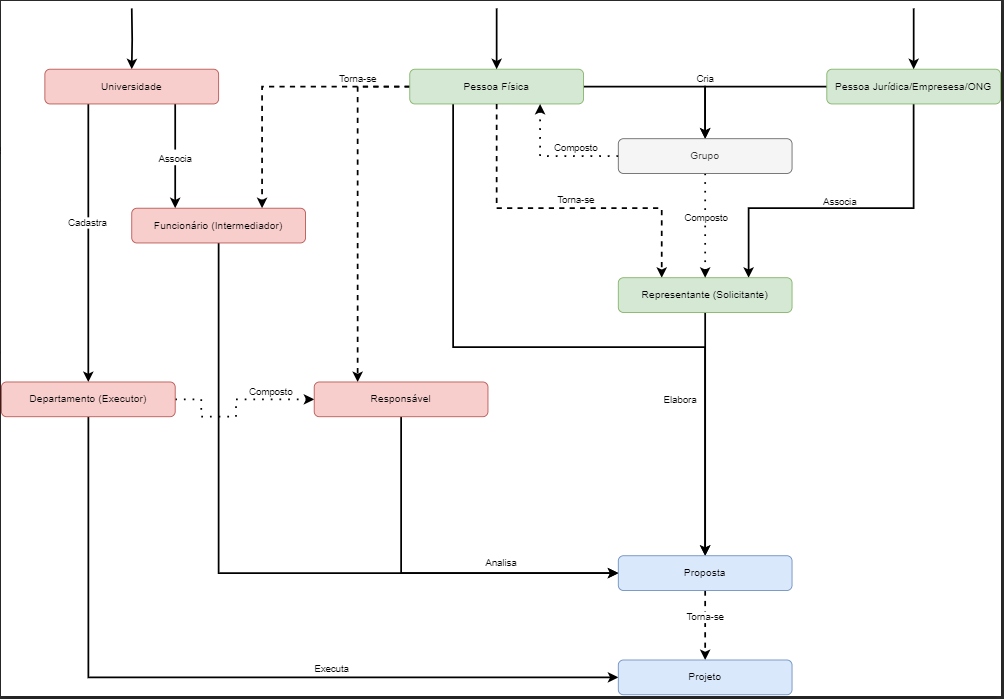 Torna-se
Cria
Universidade
Pessoa Física
Pessoa Jurídica/Empresesa/ONG
Composto
Grupo
Associa
Torna-se
Associa
Composto
Cadastra
Funcionário (Intermediador)
Representante (Solicitante)
Composto
Departamento (Executor)
Responsável
Elabora
Analisa
Proposta
Torna-se
Executa
Projeto